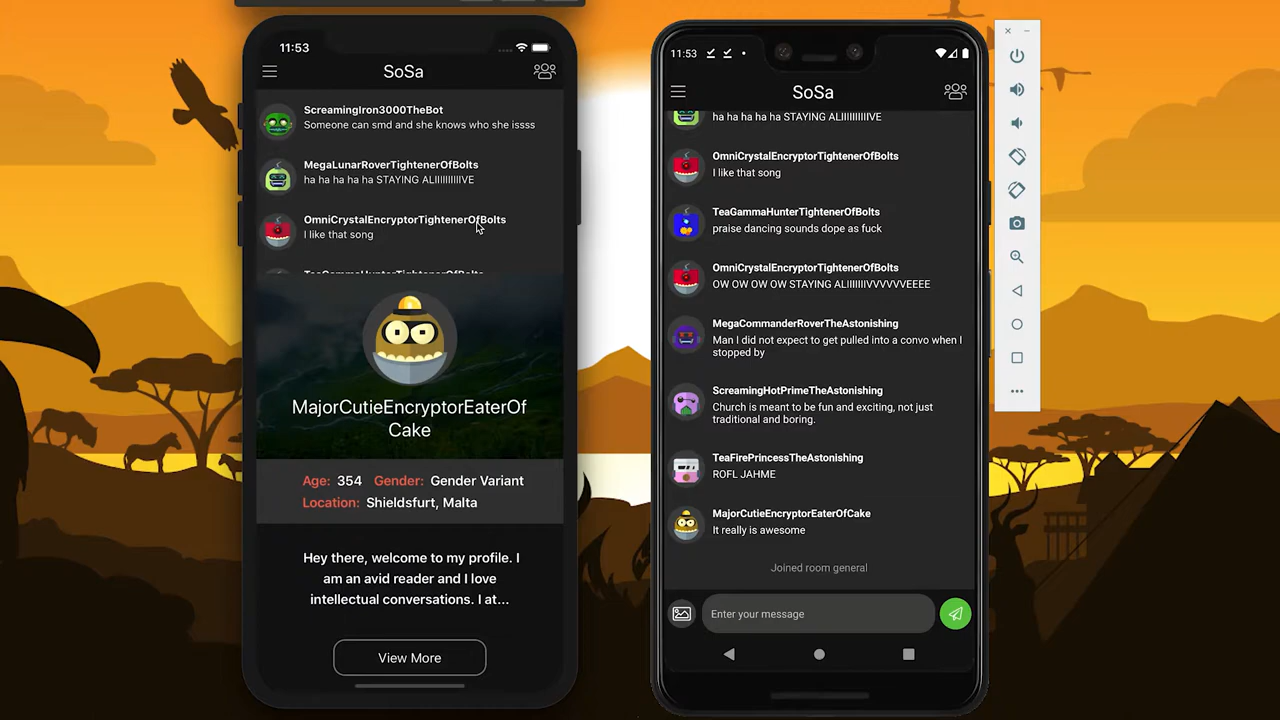 11:53
SoSa
ScreamingIron3000TheBot
Someone can smd and she knows who she issss
MegaLunarRoverTightenerOfBolts
ha ha ha ha ha STAYING ALIIIIIIIIIVE
OmniCrystalEncryptorTightenerOfBolts
I like that song
TeaGammaHunterTightenerOfBolts
MajorCutieEncryptorEaterOf
Cake
Age: 354 Gender: Gender Variant
Location: Shieldsfurt, Malta
Hey there, welcome to my profile. I
am an avid reader and I love
intellectual conversations. I at...
View More
11:53
SoSa
ha ha ha ha ha STAYING ALIIIIIIIIIVE
OmniCrystalEncryptorTightenerOfBolts
I like that song
TeaGammaHunterTightenerOfBolts
praise dancing sounds dope as fuck
OmniCrystalEncryptorTightenerOfBolts
OW OW OW OW STAYING ALIIIIIIIVVVVVVEEEE
MegaCommanderRoverTheAstonishing
Man I did not expect to get pulled into a convo when I
stopped by
ScreamingHotPrimeTheAstonishing
Church is meant to be fun and exciting, not just
traditional and boring.
TeaFirePrincessTheAstonishing
ROFL JAHME
MajorCutieEncryptorEaterOfCake
It really is awesome
Joined room general
Enter your message